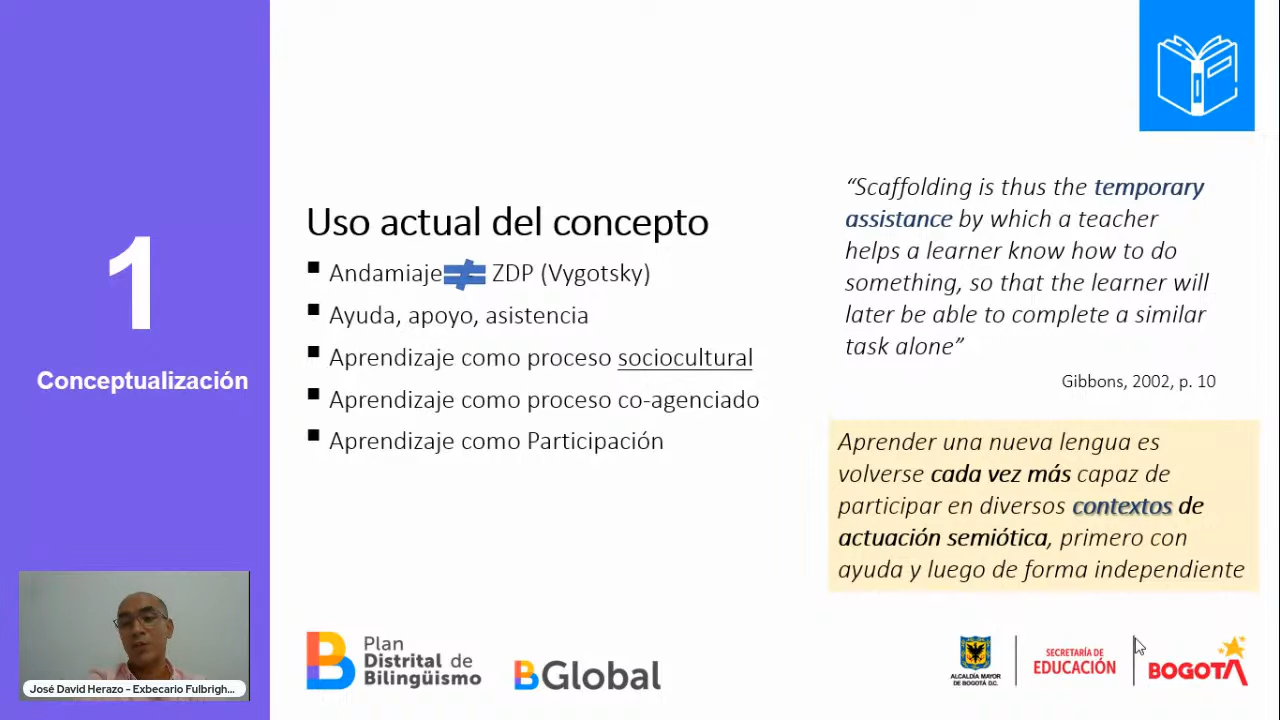 1
Conceptualización
Uso actual del concepto
▪ Andamiaje ≠ ZDP (Vygotsky)
▪ Ayuda, apoyo, asistencia
▪ Aprendizaje como proceso sociocultural
▪ Aprendizaje como proceso co-agenciado
▪ Aprendizaje como Participación
“Scaffolding is thus the temporary
assistance by which a teacher
helps a learner know how to do
something, so that the learner will
later be able to complete a similar
task alone”
Gibbons, 2002, p. 10
Aprender una nueva lengua es
volverse cada vez más capaz de
participar en diversos contextos de
actuación semiótica, primero con
ayuda y luego de forma independiente
José David Herazo - Exbecario Fulbrigh...
B Plan
Distrital de
Bilingüismo
BGlobal
ALCALDÍA MAYOR
DE BOGOTÁ D.C.
SECRETARÍA DE
EDUCACIÓN
BOGOTÁ